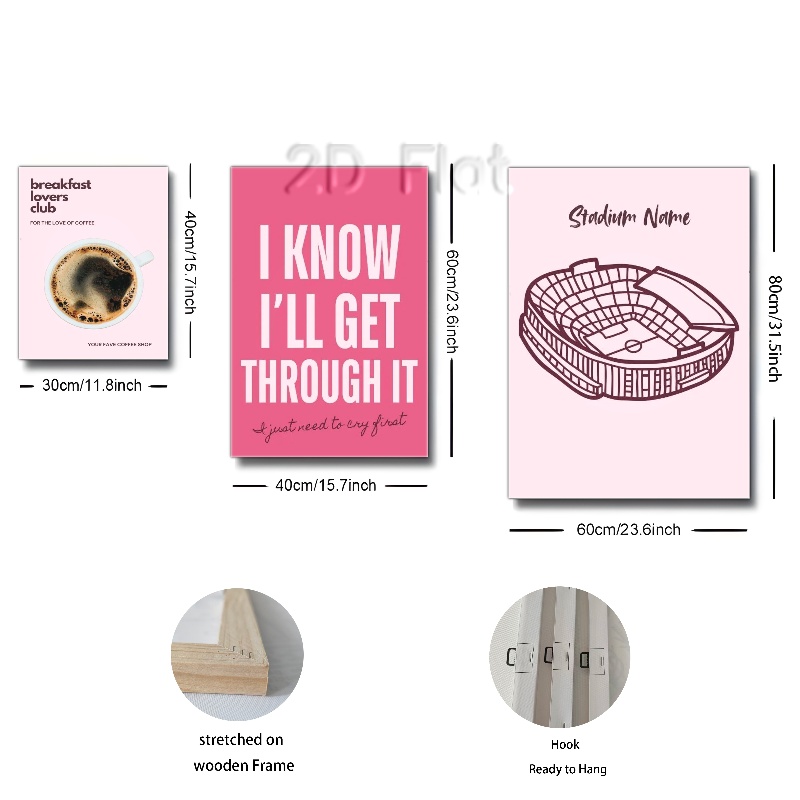 2D Flat
breakfast
lovers
club
FOR THE LOVE OF COFFEE
YOUR FAVE COFFEE SHOP
40cm/15.7inch
30cm/11.8inch
I KNOW
I'LL GET
THROUGH IT
I just need to cry first
60cm/23.6inch
40cm/15.7inch
Stadium Name
80cm/31.5inch
60cm/23.6inch
stretched on
wooden Frame
Hook
Ready to Hang